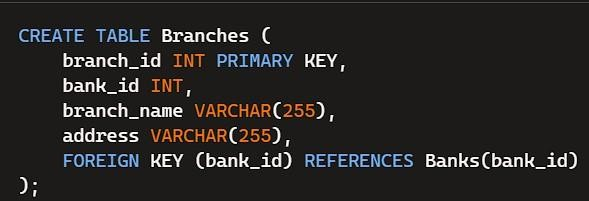 CREATE TABLE Branches (
    branch_id INT PRIMARY KEY,
    bank_id INT,
    branch_name VARCHAR(255),
    address VARCHAR(255),
    FOREIGN KEY (bank_id) REFERENCES Banks(bank_id)
);